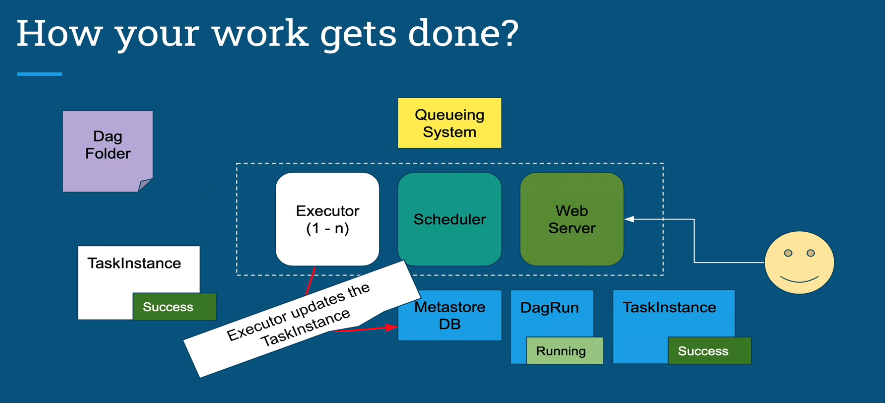 How your work gets done?
Queueing
System
Dag
Folder
Executor
(1 - n)
Scheduler
Web
Server
TaskInstance
Success
Executor updates the
TaskInstance
Metastore
DB
DagRun
Running
TaskInstance
Success